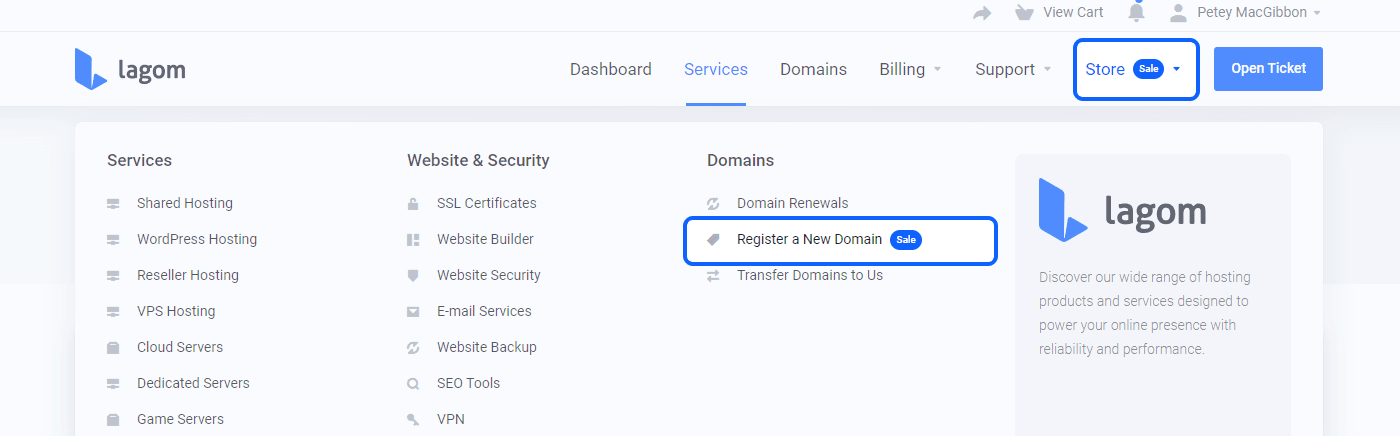 View Cart
Petey MacGibbon
lagom
Dashboard
Services
Domains
Billing
Support
Store Sale
Open Ticket
Services
Shared Hosting
WordPress Hosting
Reseller Hosting
VPS Hosting
Cloud Servers
Dedicated Servers
Game Servers
Website & Security
SSL Certificates
Website Builder
Website Security
E-mail Services
Website Backup
SEO Tools
VPN
Domains
Domain Renewals
Register a New Domain Sale
Transfer Domains to Us
lagom
Discover our wide range of hosting
products and services designed to
power your online presence with
reliability and performance.